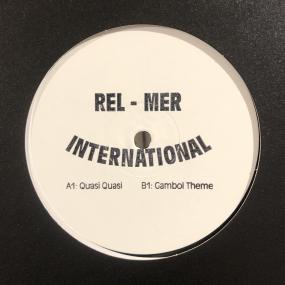 REL - MER
INTERNATIONAL
A1: Quasi Quasi B1: Gambol Theme